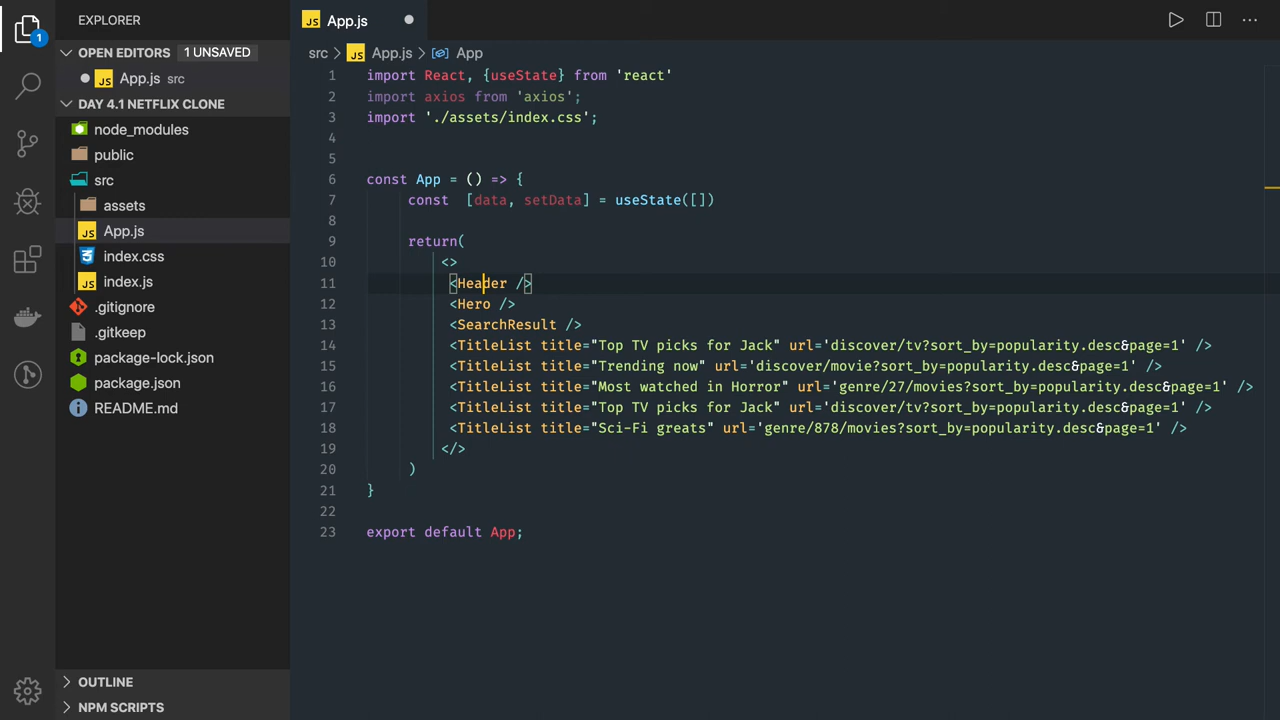 EXPLORER
OPEN EDITORS 1 UNSAVED
JS App.js src
DAY 4.1 NETFLIX CLONE
node_modules
public
src
assets
JS App.js
index.css
JS index.js
.gitignore
.gitkeep
package-lock.json
package.json
README.md
OUTLINE
NPM SCRIPTS
1
JS App.js
src > JS App.js > App
1 import React, {useState} from 'react'
2 import axios from 'axios';
3 import './assets/index.css';
4
5
6 const App = () => {
7 const [data, setData] = useState([])
8
9 return(
10 <>
11 <Header />
12 <Hero />
13 <SearchResult />
14 <TitleList title="Top TV picks for Jack" url='discover/tv?sort_by=popularity.desc&page=1' />
15 <TitleList title="Trending now" url='discover/movie?sort_by=popularity.desc&page=1' />
16 <TitleList title="Most watched in Horror" url='genre/27/movies?sort_by=popularity.desc&page=1' />
17 <TitleList title="Top TV picks for Jack" url='discover/tv?sort_by=popularity.desc&page=1' />
18 <TitleList title="Sci-Fi greats" url='genre/878/movies?sort_by=popularity.desc&page=1' />
19 </>
20 )
21 }
22
23 export default App;